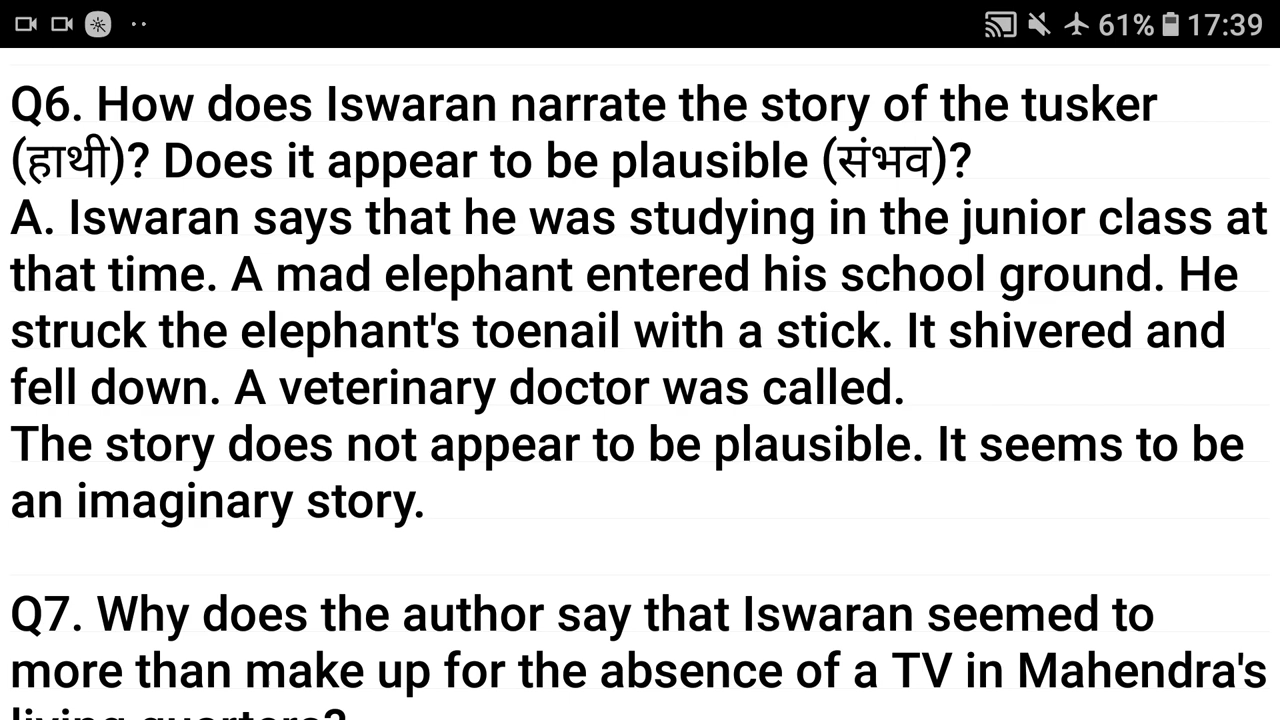 61% 17:39
Q6. How does Iswaran narrate the story of the tusker
(हाथी)? Does it appear to be plausible (संभव)?
A. Iswaran says that he was studying in the junior class at
that time. A mad elephant entered his school ground. He
struck the elephant's toenail with a stick. It shivered and
fell down. A veterinary doctor was called.
The story does not appear to be plausible. It seems to be
an imaginary story.
Q7. Why does the author say that Iswaran seemed to
more than make up for the absence of a TV in Mahendra's
living quarters?